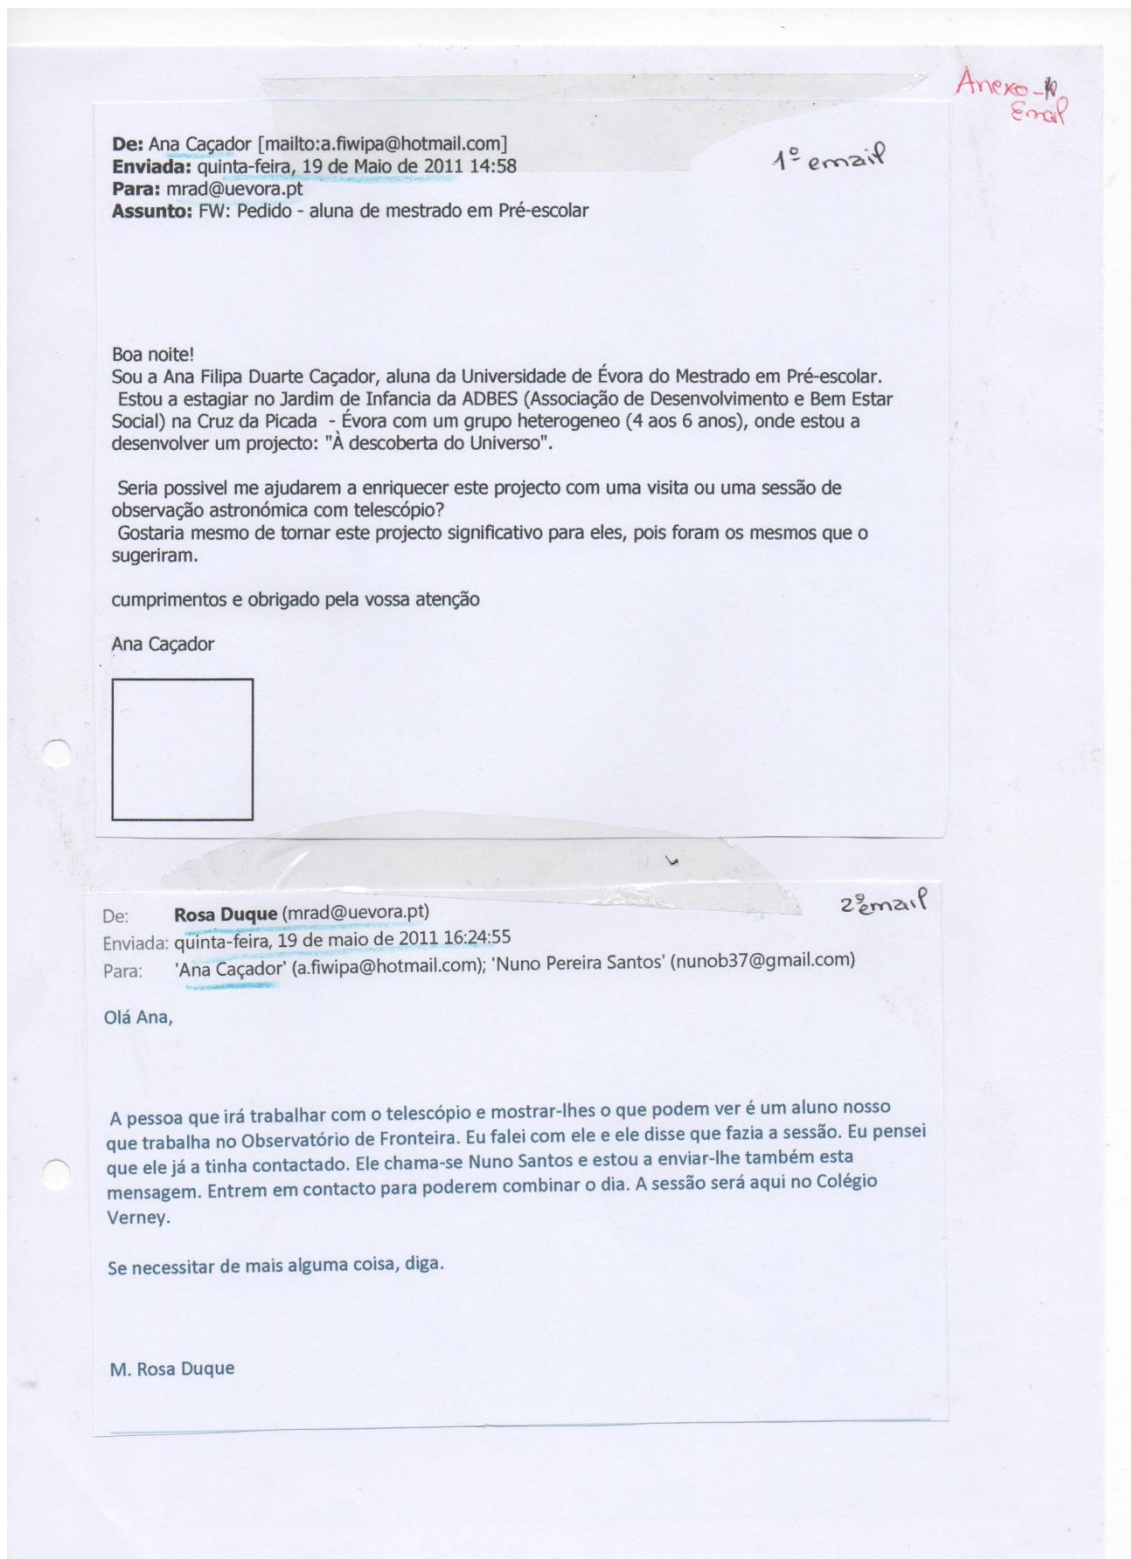 Anexo-
Email
1º email
De: Ana Caçador [mailto:a.fiwipa@hotmail.com]
Enviada: quinta-feira, 19 de Maio de 2011 14:58
Para: mrad@uevora.pt
Assunto: FW: Pedido - aluna de mestrado em Pré-escolar
Boa noite!
Sou a Ana Filipa Duarte Caçador, aluna da Universidade de Évora do Mestrado em Pré-escolar.
Estou a estagiar no Jardim de Infancia da ADBES (Associação de Desenvolvimento e Bem Estar
Social) na Cruz da Picada - Évora com um grupo heterogeneo (4 aos 6 anos), onde estou a
desenvolver um projecto: "À descoberta do Universo".
Seria possivel me ajudarem a enriquecer este projecto com uma visita ou uma sessão de
observação astronómica com telescópio?
Gostaria mesmo de tornar este projecto significativo para eles, pois foram os mesmos que o
sugeriram.
cumprimentos e obrigado pela vossa atenção
Ana Caçador
2º email
De: Rosa Duque (mrad@uevora.pt)
Enviada: quinta-feira, 19 de maio de 2011 16:24:55
Para: 'Ana Caçador' (a.fiwipa@hotmail.com); 'Nuno Pereira Santos' (nunob37@gmail.com)
Olá Ana,
A pessoa que irá trabalhar com o telescópio e mostrar-lhes o que podem ver é um aluno nosso
que trabalha no Observatório de Fronteira. Eu falei com ele e ele disse que fazia a sessão. Eu pensei
que ele já a tinha contactado. Ele chama-se Nuno Santos e estou a enviar-lhe também esta
mensagem. Entrem em contacto para poderem combinar o dia. A sessão será aqui no Colégio
Verney.
Se necessitar de mais alguma coisa, diga.
M. Rosa Duque